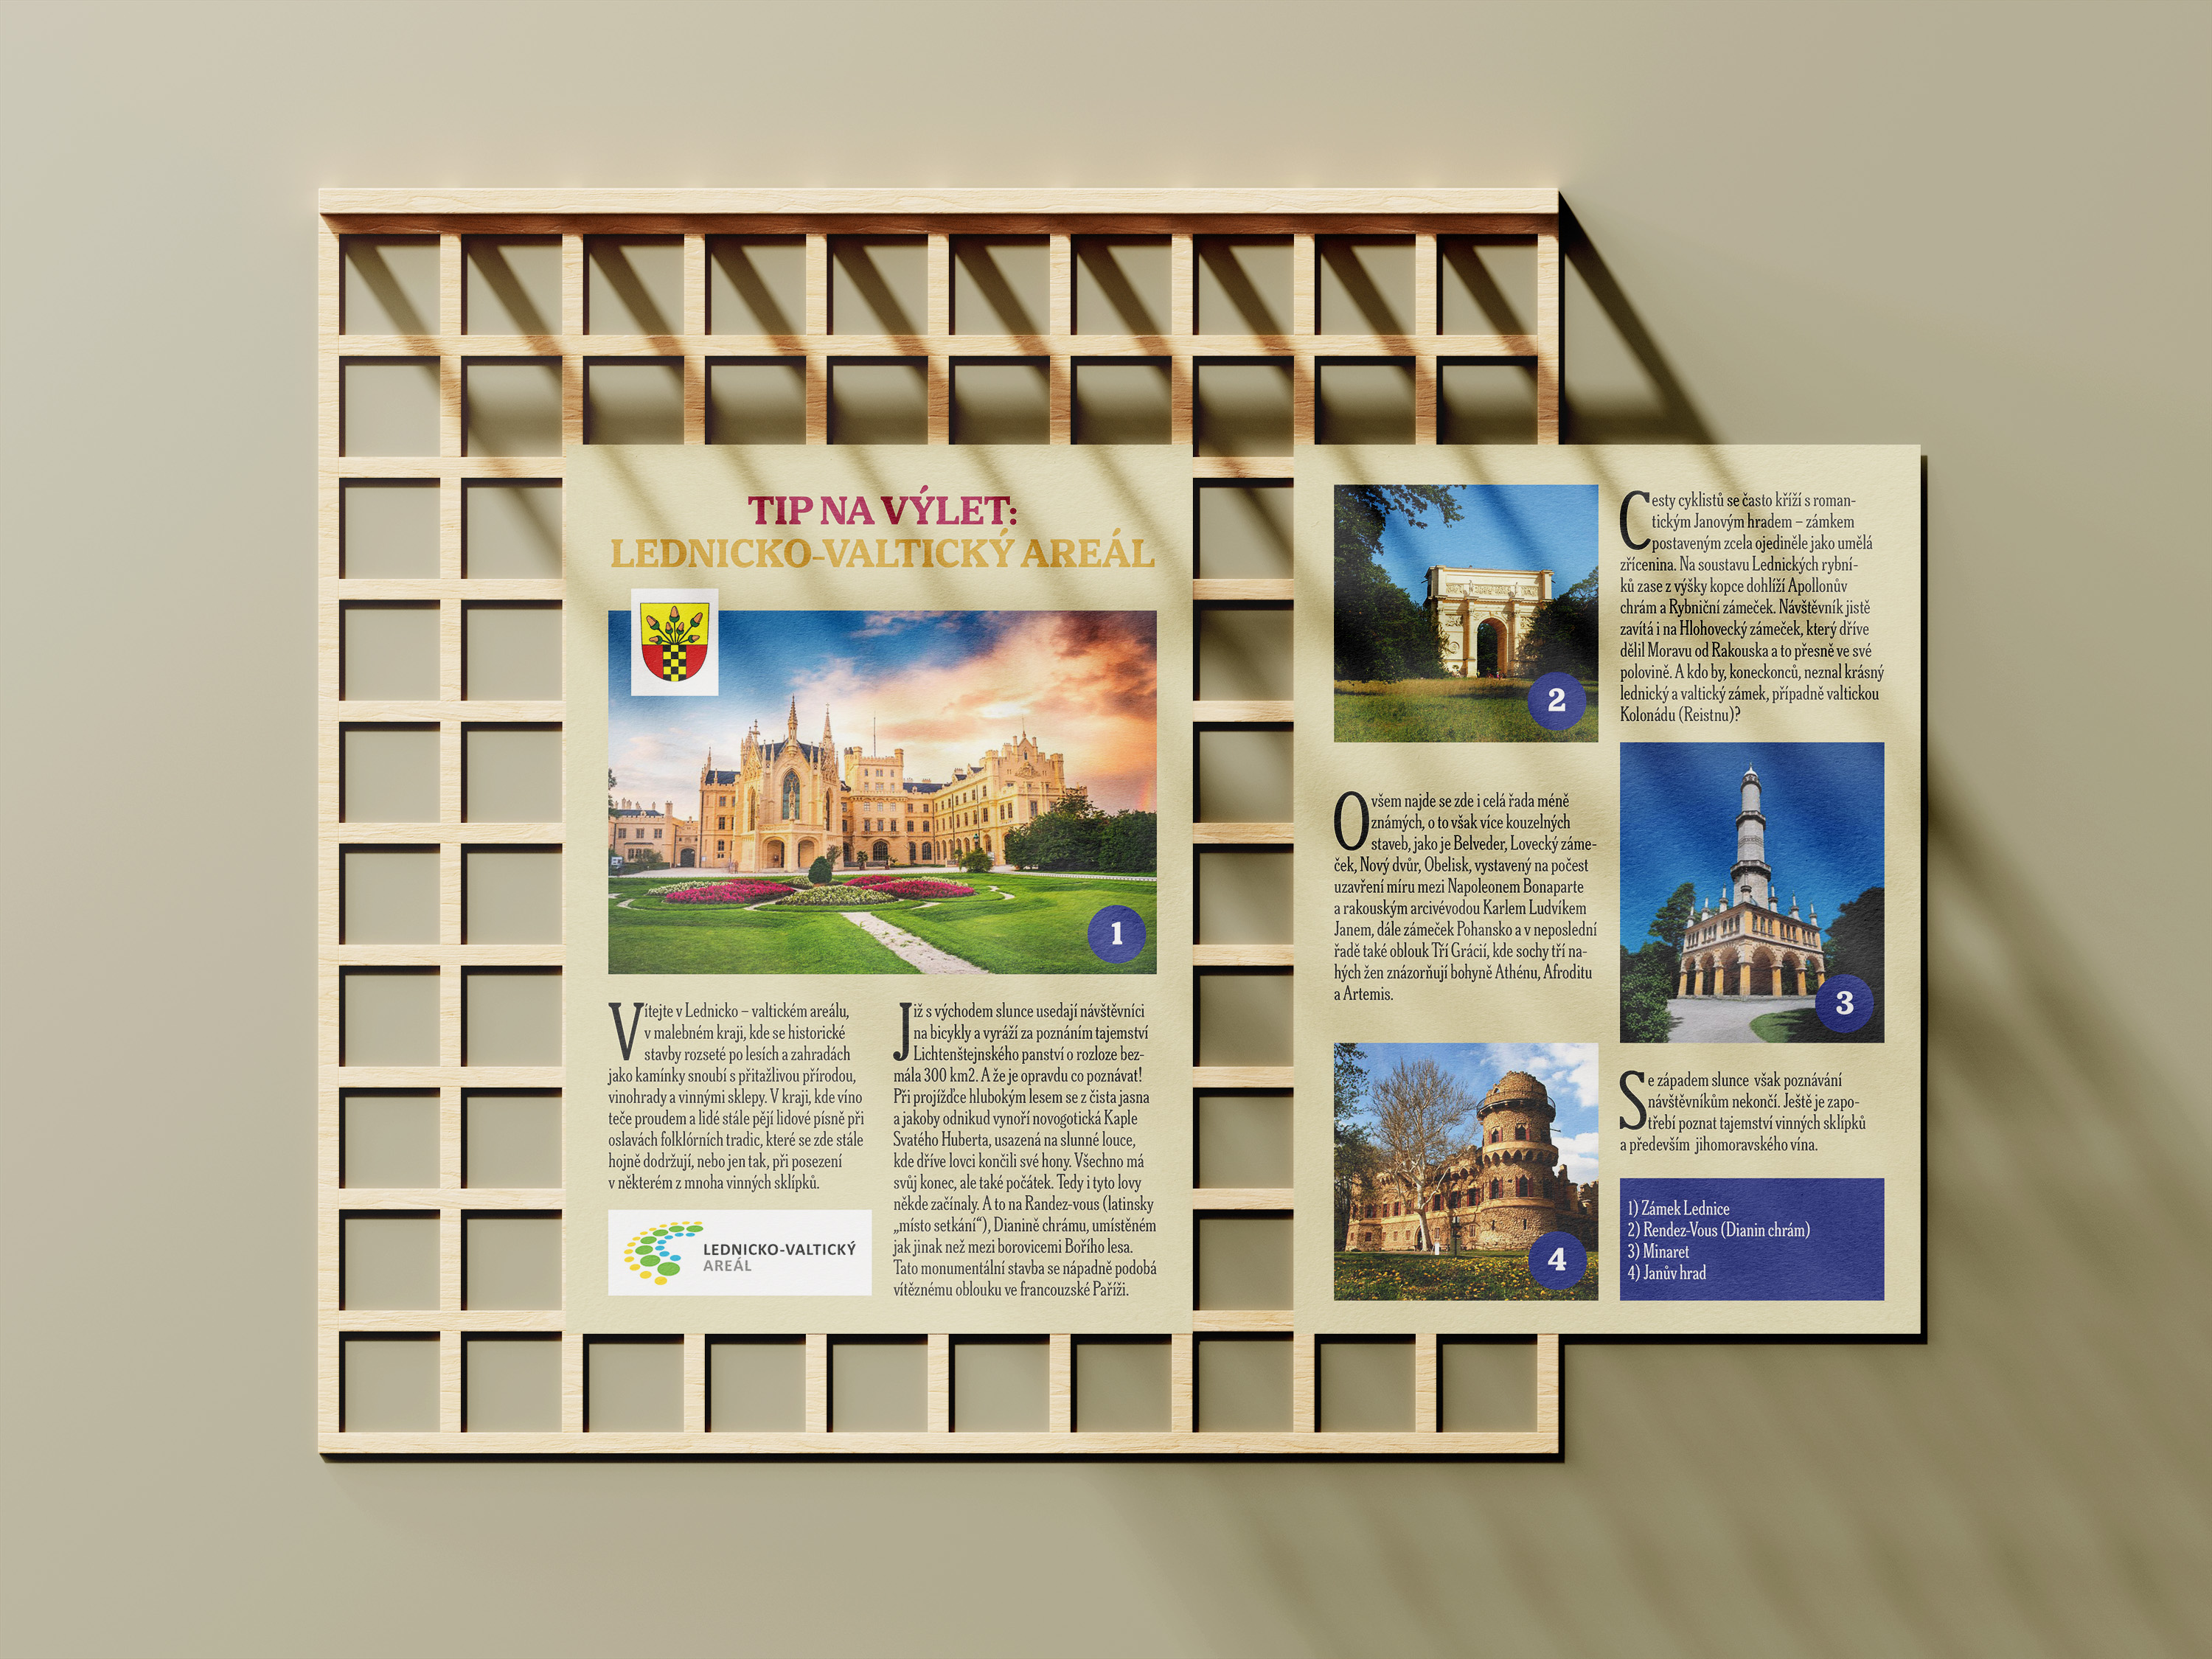 TIP NA VÝLET:
LEDNICKO-VALTICKÝ AREÁL
1
Vítejte v Lednicko – valtickém areálu,
v malebném kraji, kde se historické
stavby rozseté po lesích a zahradách
jako kamínky snoubí s přitažlivou přírodou,
vinohrady a vinnými sklepy. V kraji, kde víno
teče proudem a lidé stále pějí lidové písně při
oslavách folklórních tradic, které se zde stále
hojně dodržují, nebo jen tak, při posezení
v některém z mnoha vinných sklípků.
LEDNICKO-VALTICKÝ
AREÁL
Již s východem slunce usedají návštěvníci
na bicykly a vyráží za poznáním tajemství
Lichtenštejnského panství o rozloze bez-
mála 300 km2. A že je opravdu co poznávat!
Při projížďce hlubokým lesem se z čista jasna
a jakoby odnikud vynoří novogotická Kaple
Svatého Huberta, usazená na slunné louce,
kde dříve lovci končili své hony. Všechno má
svůj konec, ale také počátek. Tedy i tyto lovy
někde začínaly. A to na Randez-vous (latinsky
„místo setkání“), Dianině chrámu, umístěném
jak jinak než mezi borovicemi Bořího lesa.
Tato monumentální stavba se nápadně podobá
vítěznému oblouku ve francouzské Paříži.
2
Ovšem najde se zde i celá řada méně
známých, o to však více kouzelných
staveb, jako je Belveder, Lovecký záme-
ček, Nový dvůr, Obelisk, vystavený na počest
uzavření míru mezi Napoleonem Bonaparte
a rakouským arcivévodou Karlem Ludvíkem
Janem, dále zámeček Pohansko a v neposlední
řadě také oblouk Tří Grácií, kde sochy tří na-
hých žen znázorňují bohyně Athénu, Afroditu
a Artemis.
4
Cesty cyklistů se často kříží s roman-
tickým Janovým hradem – zámkem
postaveným zcela ojediněle jako umělá
zřícenina. Na soustavu Lednických rybní-
ků zase z výšky kopce dohlíží Apollonův
chrám a Rybniční zámeček. Návštěvník jistě
zavítá i na Hlohovecký zámeček, který dříve
dělil Moravu od Rakouska a to přesně ve své
polovině. A kdo by, koneckonců, neznal krásný
lednický a valtický zámek, případně valtickou
Kolonádu (Reistnu)?
3
Se západem slunce však poznávání
návštěvníkům nekončí. Ještě je zapo-
třebí poznat tajemství vinných sklípků
a především jihomoravského vína.
1) Zámek Lednice
2) Rendez-Vous (Dianin chrám)
3) Minaret
4) Janův hrad